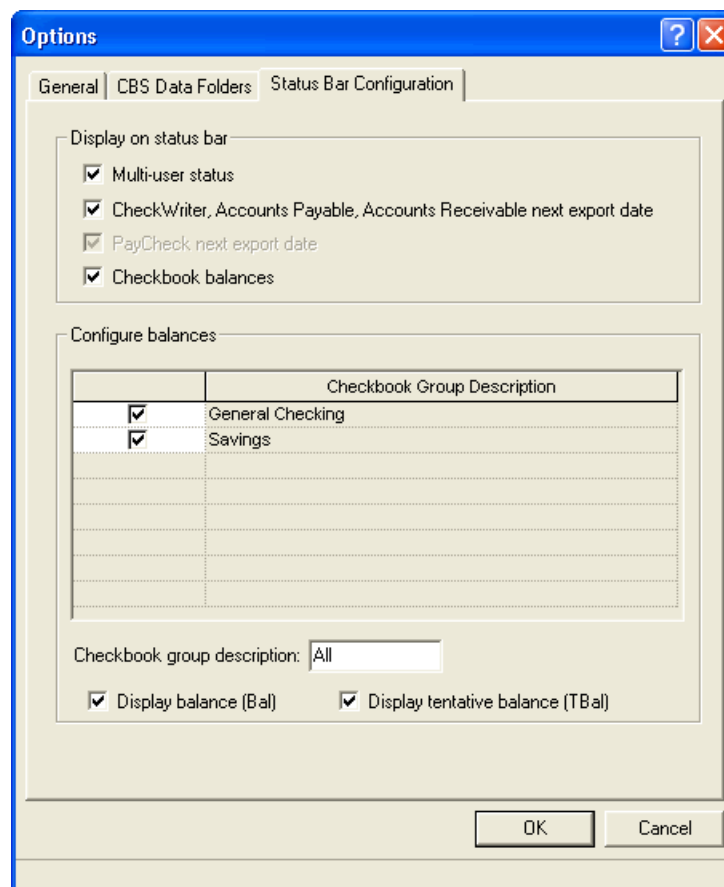 Options
General CBS Data Folders Status Bar Configuration
Display on status bar
Multi-user status
CheckWriter, Accounts Payable, Accounts Receivable next export date
PayCheck next export date
Checkbook balances
Configure balances
Checkbook Group Description
General Checking
Savings
Checkbook group description: All
Display balance (Bal) Display tentative balance (TBal)
OK Cancel